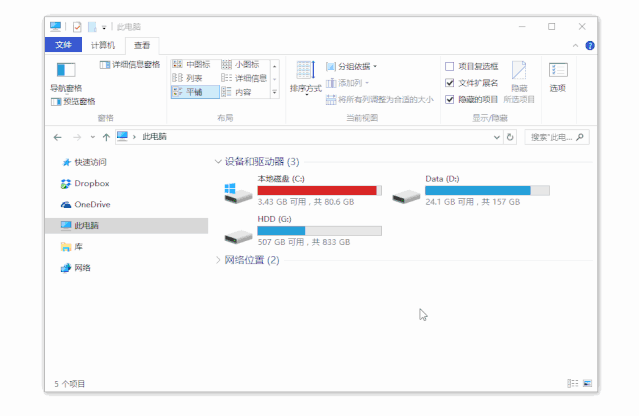 此电脑
文件 计算机 查看
导航窗格
预览窗格
详细信息窗格
窗格
中图标 小图标
列表 详细信息
平铺 内容
布局
排序方式
分组依据
添加列
将所有列调整为合适的大小
当前视图
项目复选框
文件扩展名
隐藏的项目
隐藏
所选项目
显示/隐藏
选项
此电脑
搜索"此电...
快速访问
Dropbox
OneDrive
此电脑
库
网络
设备和驱动器 (3)
本地磁盘 (C:)
3.43 GB 可用，共 80.6 GB
Data (D:)
24.1 GB 可用，共 157 GB
HDD (G:)
507 GB 可用，共 833 GB
网络位置 (2)
5 个项目